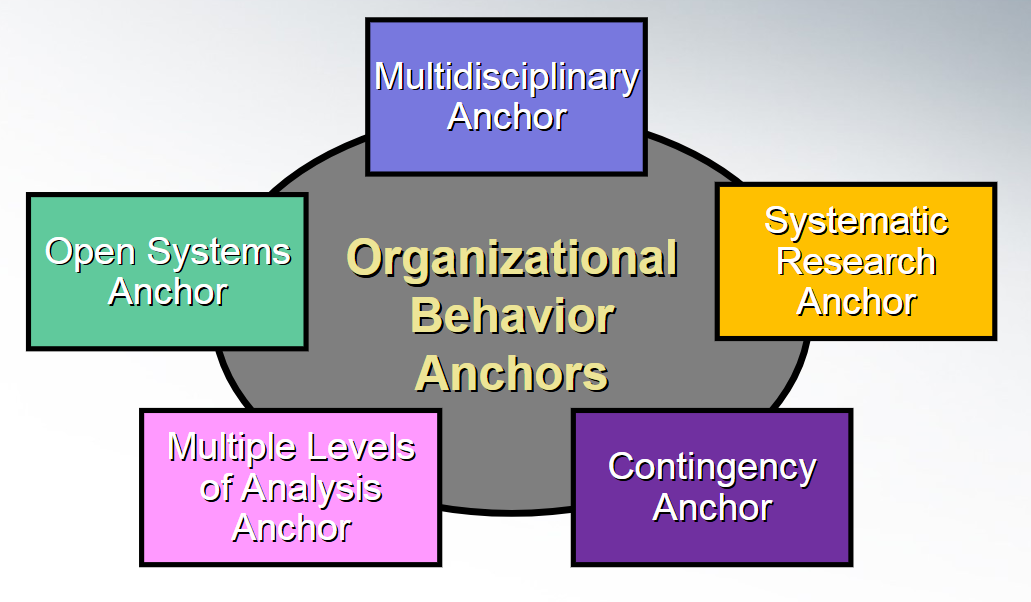 Multidisciplinary
Anchor
Open Systems
Anchor
Systematic
Research
Anchor
Organizational
Behavior
Anchors
Multiple Levels
of Analysis
Anchor
Contingency
Anchor